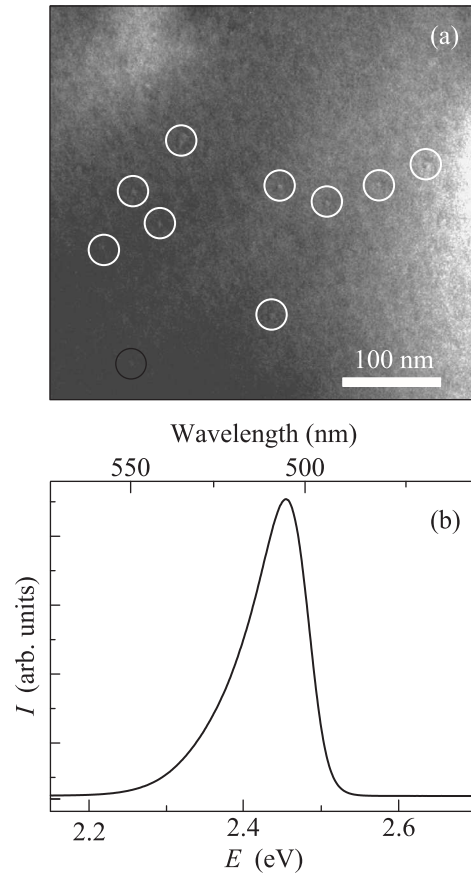 (a)
100 nm
Wavelength (nm)
550 500
(b)
I (arb. units)
2.2 2.4 2.6
E (eV)